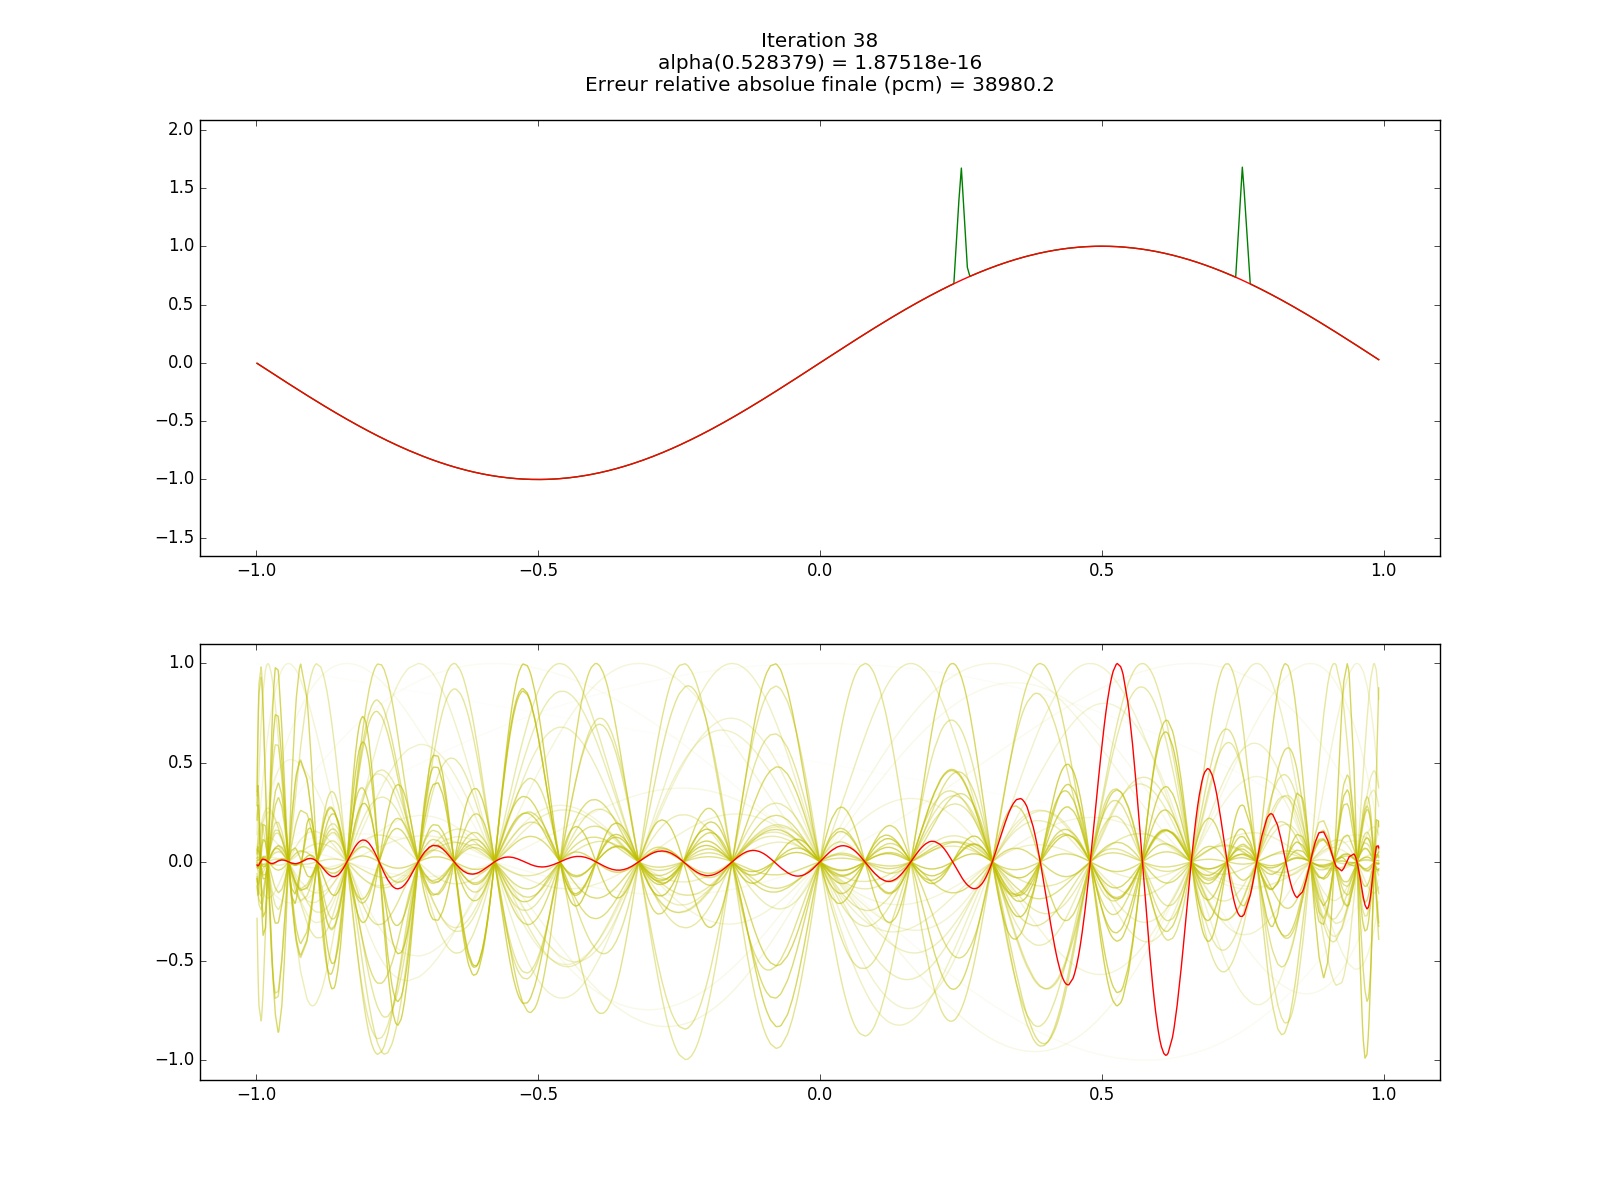 Iteration 38
alpha(0.528379) = 1.87518e-16
Erreur relative absolue finale (pcm) = 38980.2
2.0
1.5
1.0
0.5
0.0
−0.5
−1.0
−1.5
−1.0 −0.5 0.0 0.5 1.0
1.0
0.5
0.0
−0.5
−1.0
−1.0 −0.5 0.0 0.5 1.0